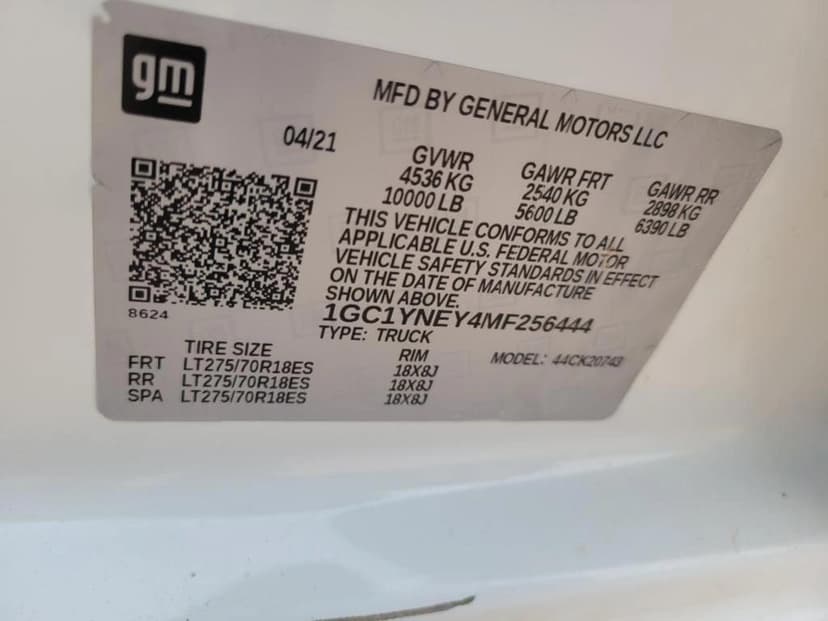 gm
MFD BY GENERAL MOTORS LLC
04/21
GVWR GAWR FRT GAWR RR
4536 KG 2540 KG 2898 KG
10000 LB 5600 LB 6390 LB
THIS VEHICLE CONFORMS TO ALL
APPLICABLE U.S. FEDERAL MOTOR
VEHICLE SAFETY STANDARDS IN EFFECT
ON THE DATE OF MANUFACTURE
SHOWN ABOVE.
8624
1GC1YNEY4MF256444
TYPE: TRUCK
MODEL: 44CK20743
TIRE SIZE RIM
FRT LT275/70R18ES 18X8J
RR LT275/70R18ES 18X8J
SPA LT275/70R18ES 18X8J